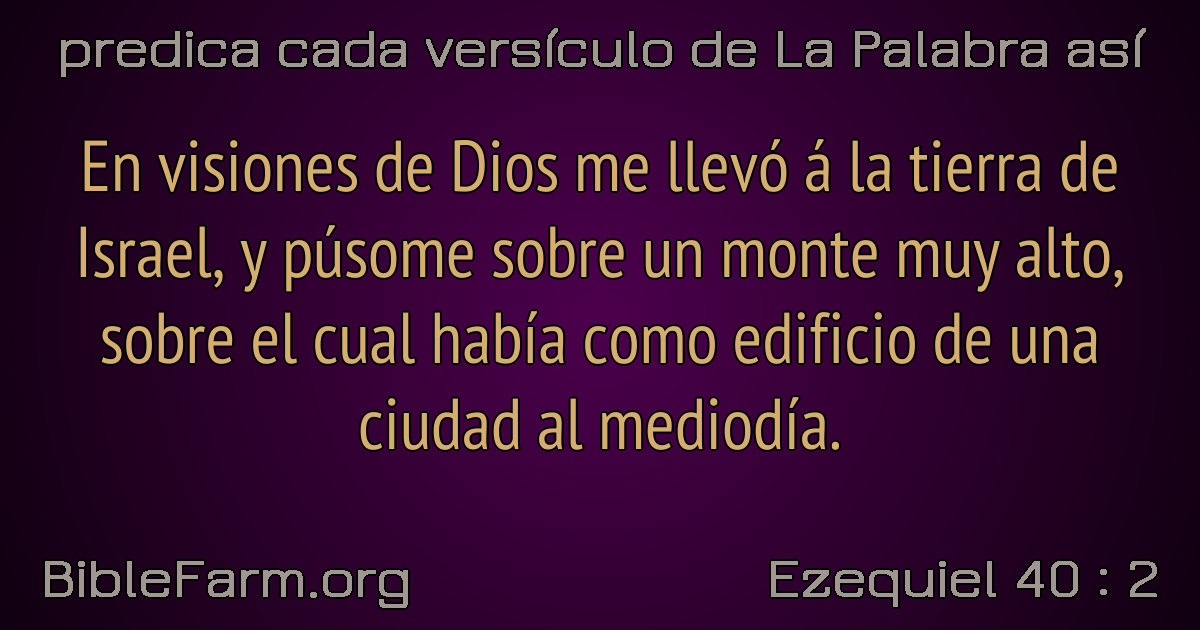 predica cada versículo de La Palabra así
En visiones de Dios me llevó á la tierra de
Israel, y púsome sobre un monte muy alto,
sobre el cual había como edificio de una
ciudad al mediodía.
BibleFarm.org
Ezequiel 40 : 2